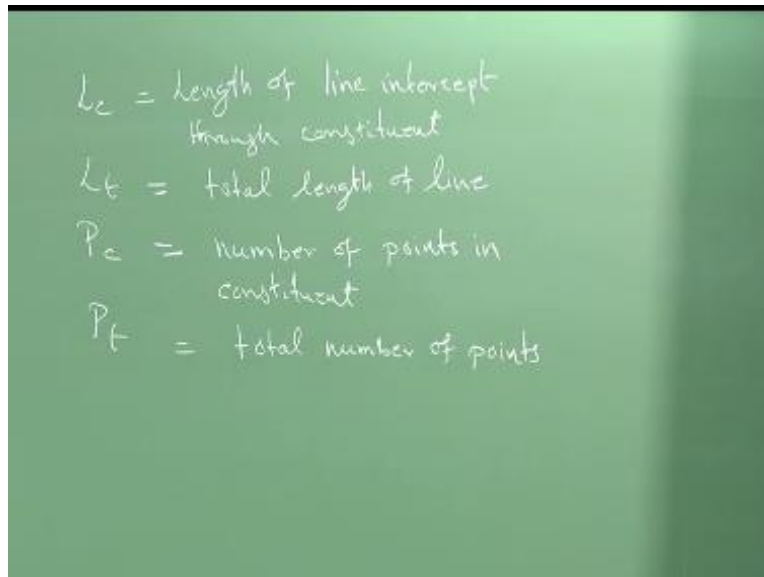 Lc = Length of line intercept
through constituent
Lt = total length of line
Pc = number of points in
constituent
Pt = total number of points